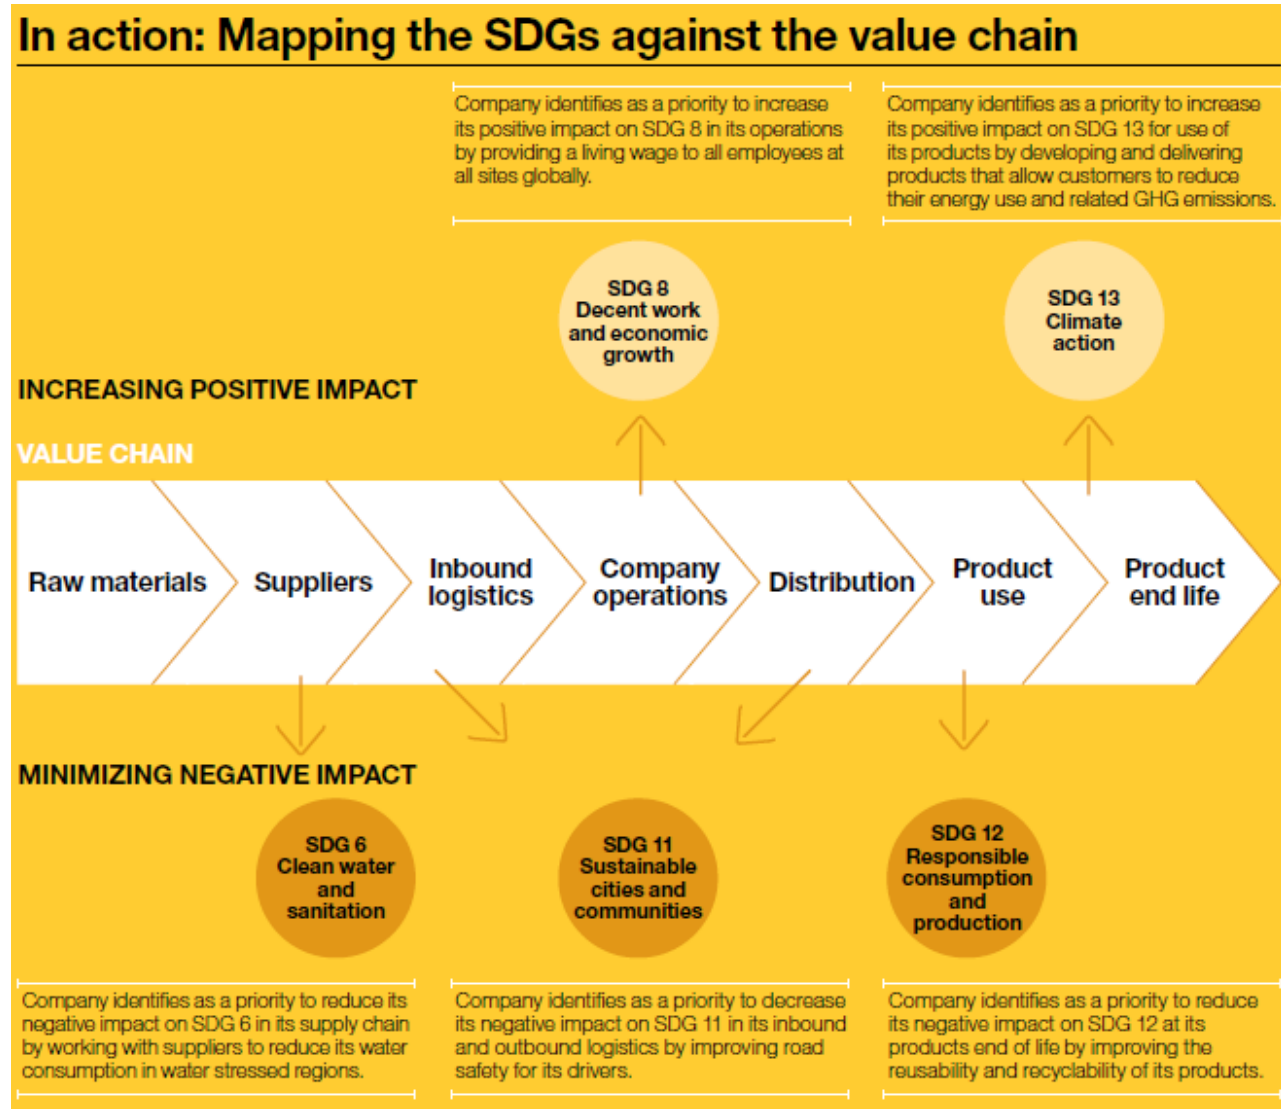 In action: Mapping the SDGs against the value chain
Company identifies as a priority to increase
its positive impact on SDG 8 in its operations
by providing a living wage to all employees at
all sites globally.
Company identifies as a priority to increase
its positive impact on SDG 13 for use of
its products by developing and delivering
products that allow customers to reduce
their energy use and related GHG emissions.
SDG 8
Decent work
and economic
growth
SDG 13
Climate
action
INCREASING POSITIVE IMPACT
VALUE CHAIN
Raw materials
Suppliers
Inbound
logistics
Company
operations
Distribution
Product
use
Product
end life
MINIMIZING NEGATIVE IMPACT
SDG 6
Clean water
and
sanitation
SDG 11
Sustainable
cities and
communities
SDG 12
Responsible
consumption
and
production
Company identifies as a priority to reduce its
negative impact on SDG 6 in its supply chain
by working with suppliers to reduce its water
consumption in water stressed regions.
Company identifies as a priority to decrease
its negative impact on SDG 11 in its inbound
and outbound logistics by improving road
safety for its drivers.
Company identifies as a priority to reduce
its negative impact on SDG 12 at its
products end of life by improving the
reusability and recyclability of its products.